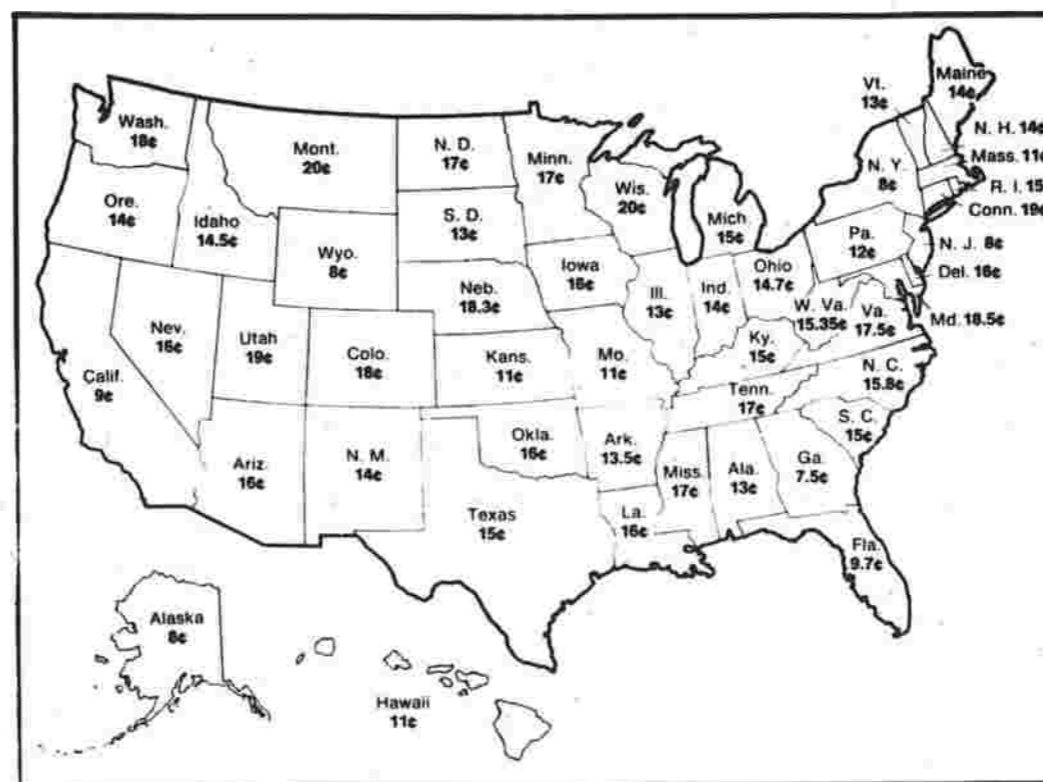 Wash.
18¢
Mont.
20¢
N. D.
17¢
Minn.
17¢
Vt.
13¢
Maine
14¢
N. H. 14¢
Mass. 11¢
R. I. 15
Conn. 19¢
N. Y.
8¢
Ore.
14¢
Idaho
14.5¢
Wyo.
8¢
S. D.
13¢
Wis.
20¢
Mich
15¢
Pa.
12¢
N. J. 8¢
Del. 16¢
Md. 18.5¢
Nev.
16¢
Utah
19¢
Colo.
18¢
Neb.
18.3¢
Iowa
16¢
Ill.
13¢
Ind.
14¢
Ohio
14.7¢
W. Va.
15.35¢
Va.
17.5¢
Calif.
9¢
Kans.
11¢
Mo.
11¢
Ky.
15¢
N. C.
15.8¢
Tenn.
17¢
S. C.
15¢
Ariz.
16¢
N. M.
14¢
Okla.
16¢
Ark.
13.5¢
Miss.
17¢
Ala.
13¢
Ga.
7.5¢
Texas
15¢
La.
16¢
Fla.
9.7¢
Alaska
8¢
Hawaii
11¢